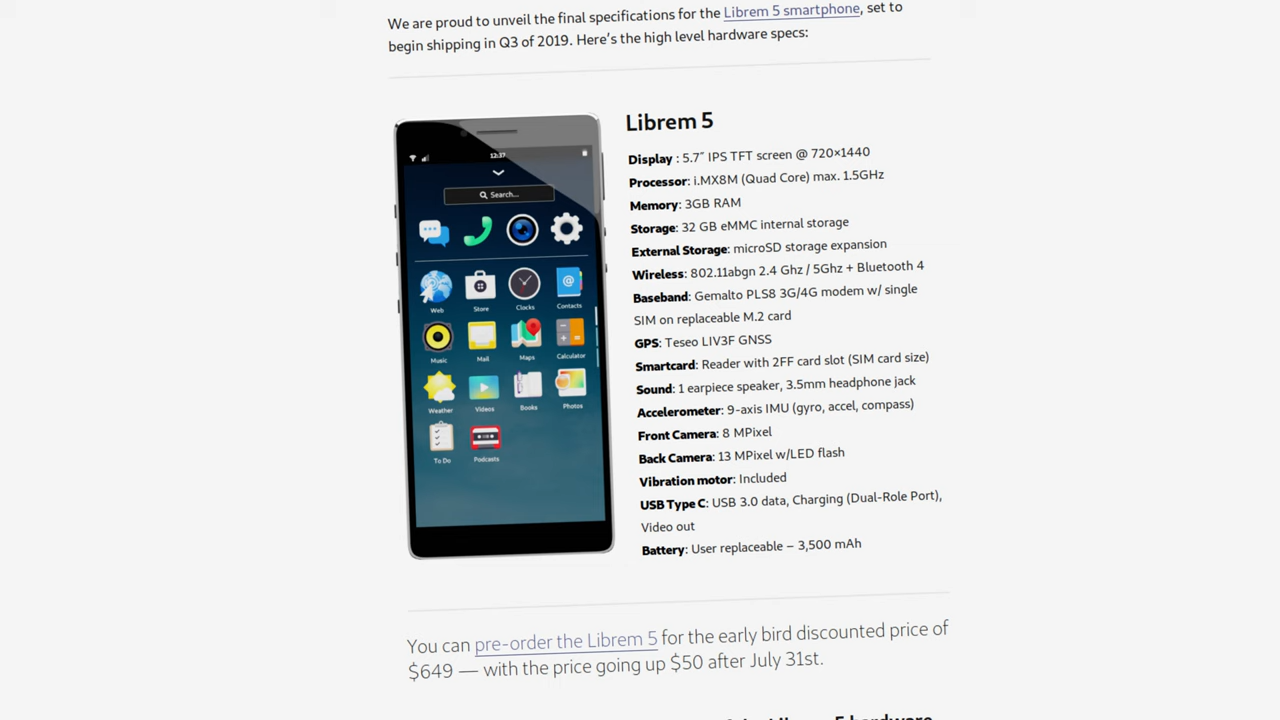 We are proud to unveil the final specifications for the Librem 5 smartphone, set to
begin shipping in Q3 of 2019. Here's the high level hardware specs:
12:37
Search...
Web
Store
Clocks
Contacts
Music
Mail
Maps
Calculator
Weather
Videos
Books
Photos
To Do
Podcasts
Librem 5
Display : 5.7″ IPS TFT screen @ 720×1440
Processor: i.MX8M (Quad Core) max. 1.5GHz
Memory: 3GB RAM
Storage: 32 GB eMMC internal storage
External Storage: microSD storage expansion
Wireless: 802.11abgn 2.4 Ghz / 5Ghz + Bluetooth 4
Baseband: Gemalto PLS8 3G/4G modem w/ single
SIM on replaceable M.2 card
GPS: Teseo LIV3F GNSS
Smartcard: Reader with 2FF card slot (SIM card size)
Sound: 1 earpiece speaker, 3.5mm headphone jack
Accelerometer: 9-axis IMU (gyro, accel, compass)
Front Camera: 8 MPixel
Back Camera: 13 MPixel w/LED flash
Vibration motor: Included
USB Type C: USB 3.0 data, Charging (Dual-Role Port),
Video out
Battery: User replaceable – 3,500 mAh
You can pre-order the Librem 5 for the early bird discounted price of
$649 — with the price going up $50 after July 31st.
Librem 5 hardware